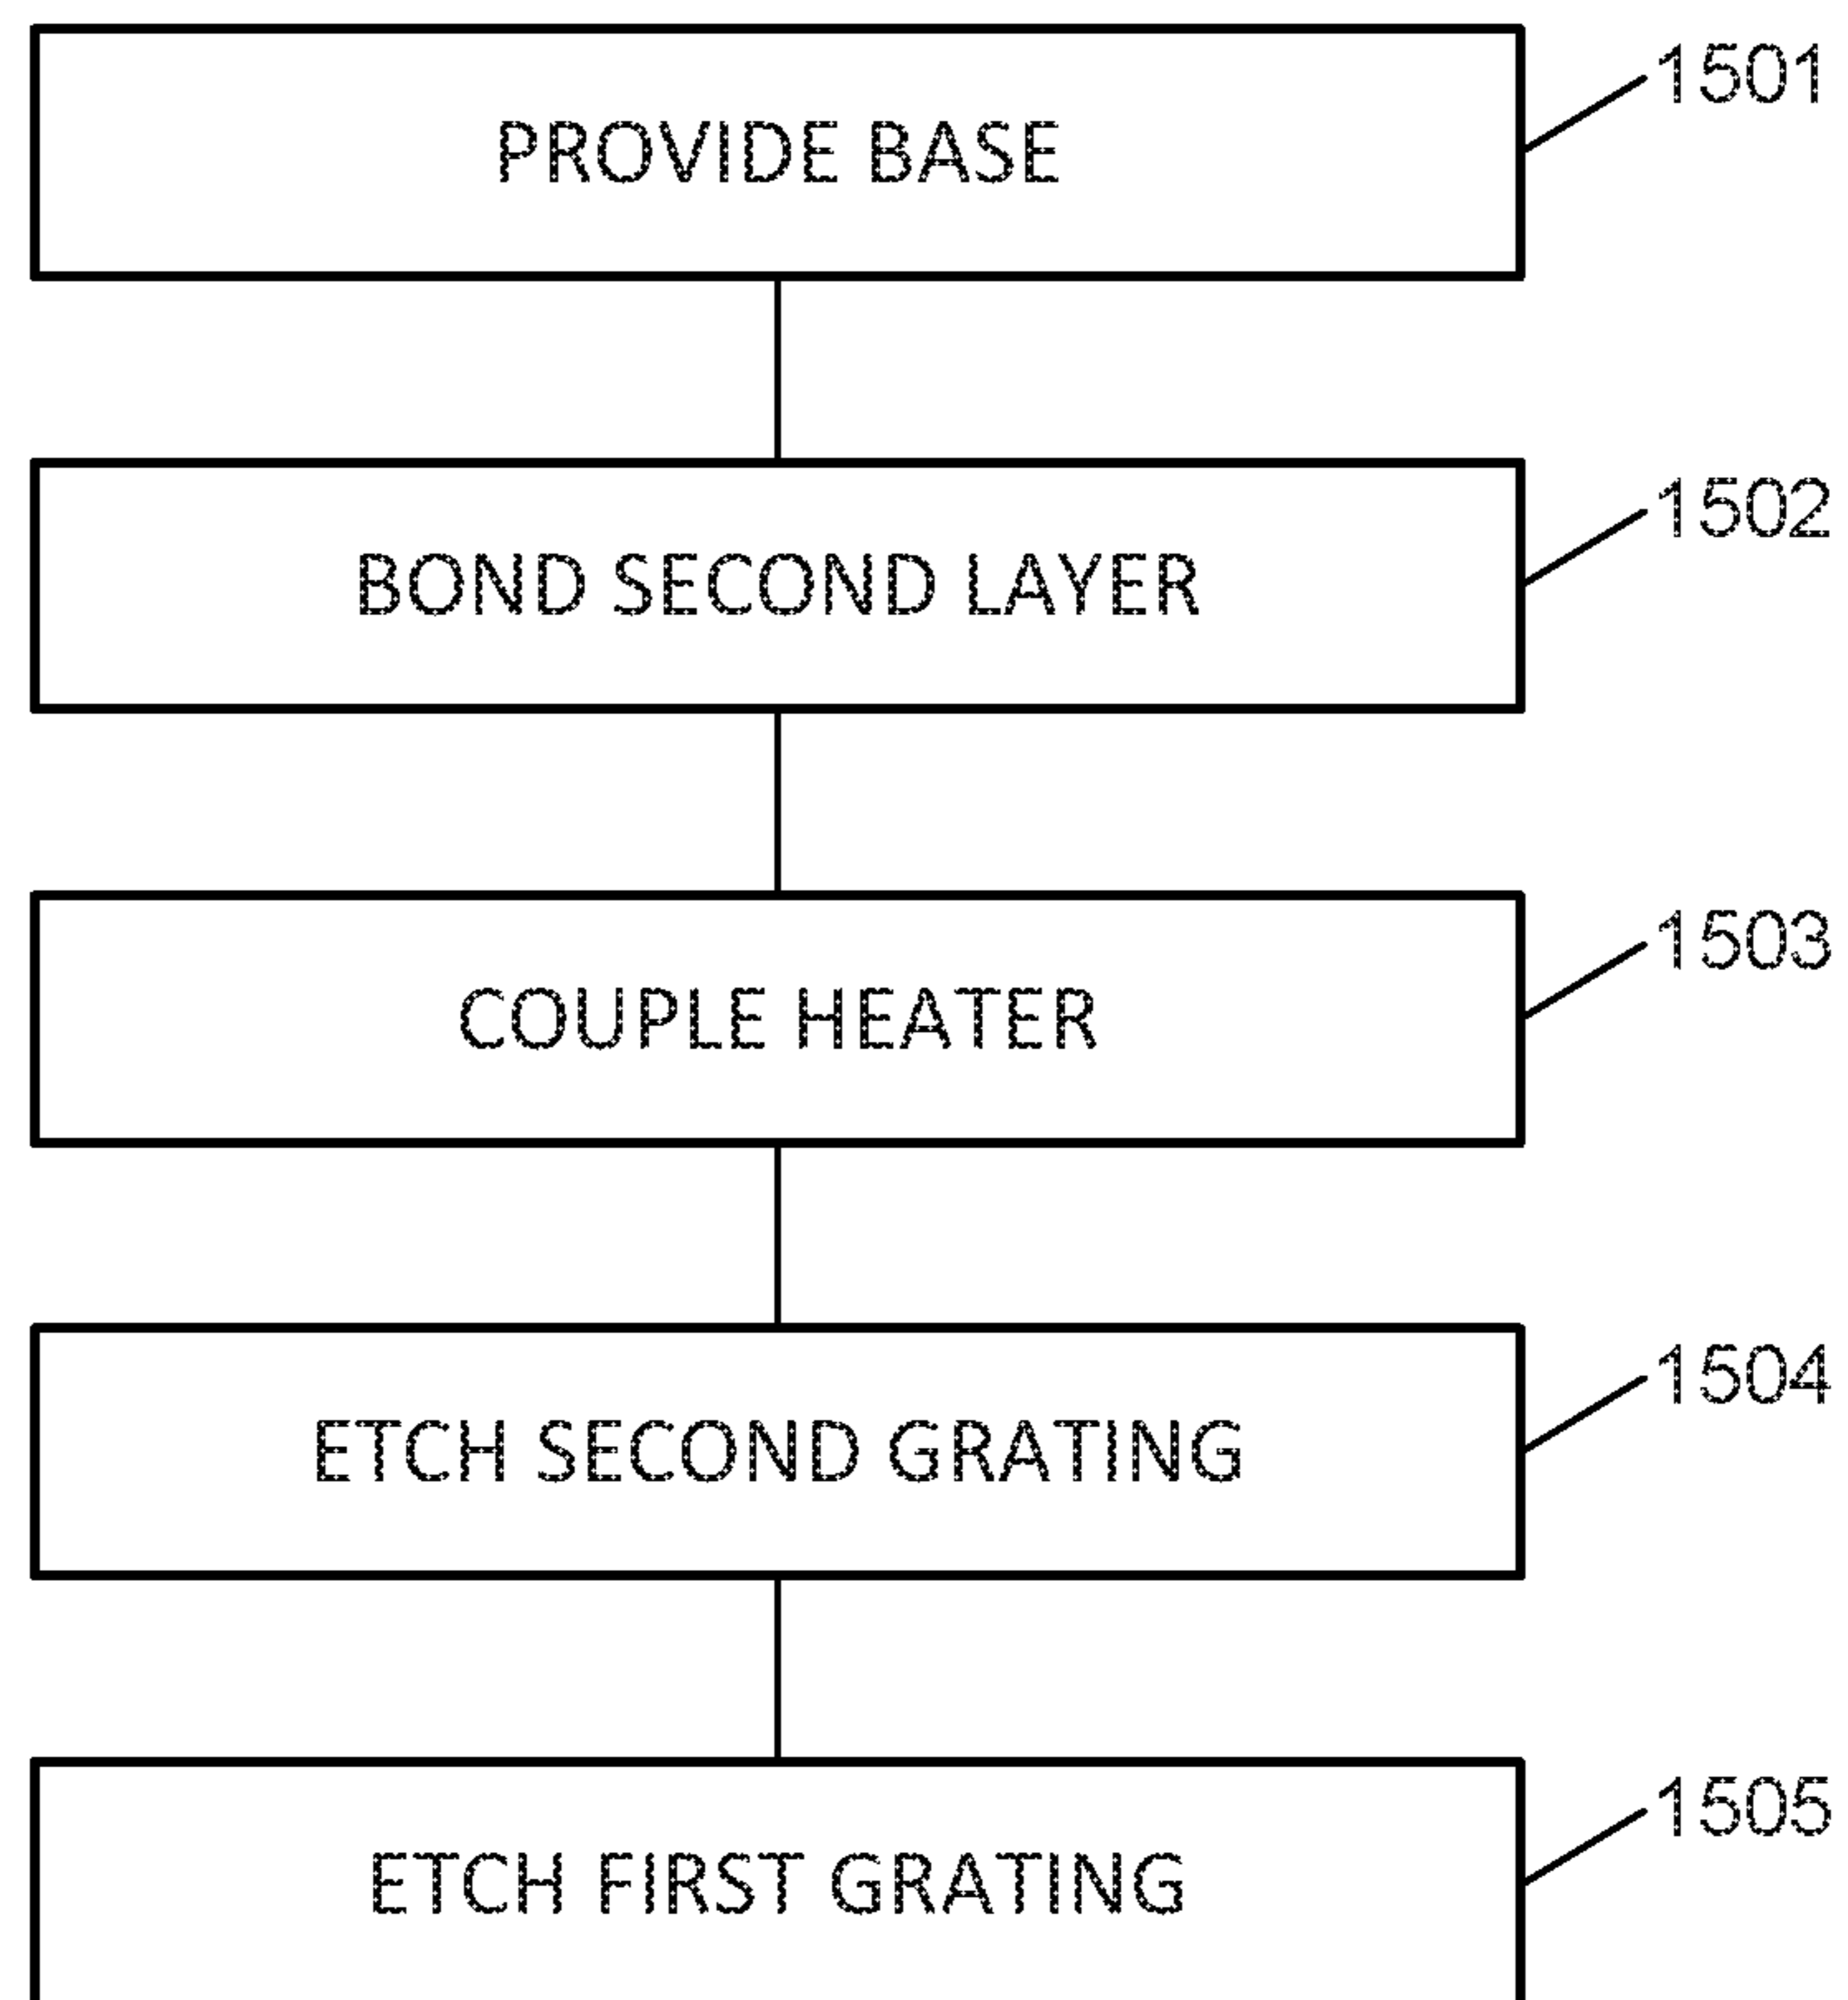 PROVIDE BASE
1501
BOND SECOND LAYER
1502
COUPLE HEATER
1503
ETCH SECOND GRATING
1504
ETCH FIRST GRATING
1505